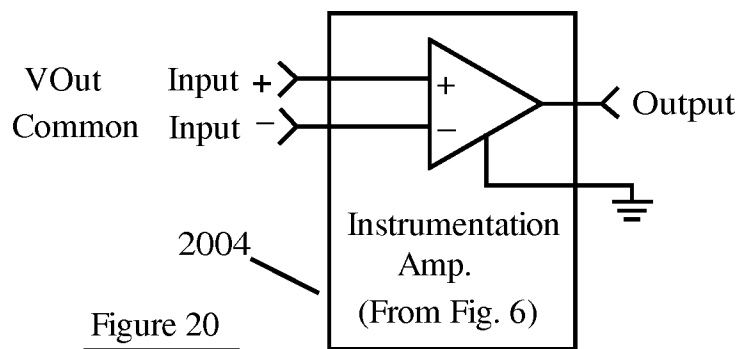 VOut Input +
Common Input −
+
−
Output
Instrumentation
Amp.
(From Fig. 6)
2004
Figure 20